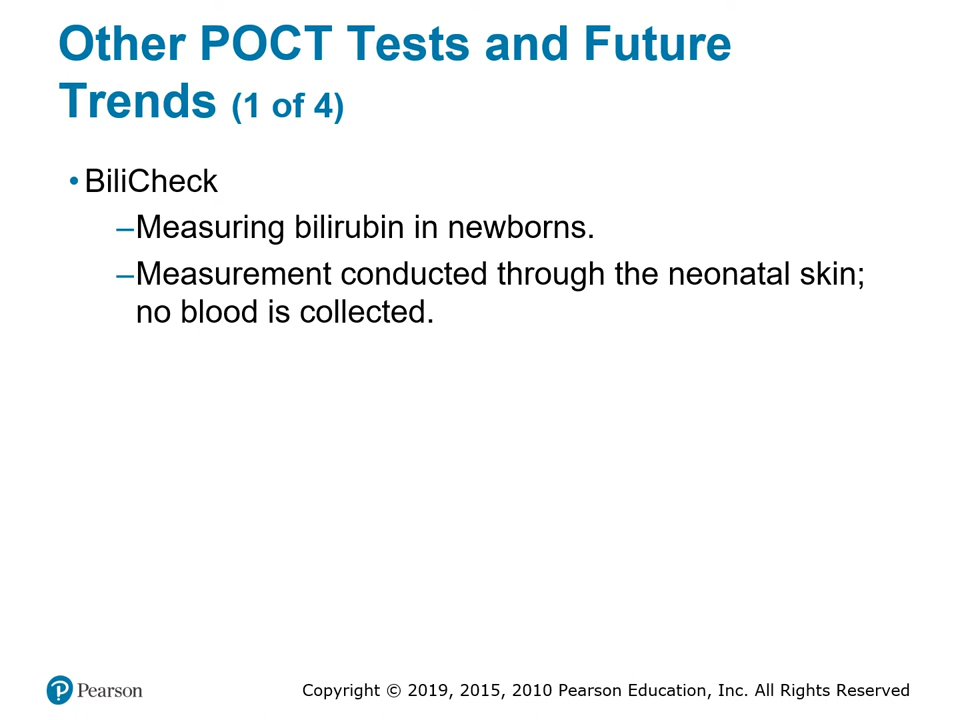 Other POCT Tests and Future
Trends (1 of 4)
• BiliCheck
–Measuring bilirubin in newborns.
–Measurement conducted through the neonatal skin;
no blood is collected.
P Pearson
Copyright © 2019, 2015, 2010 Pearson Education, Inc. All Rights Reserved